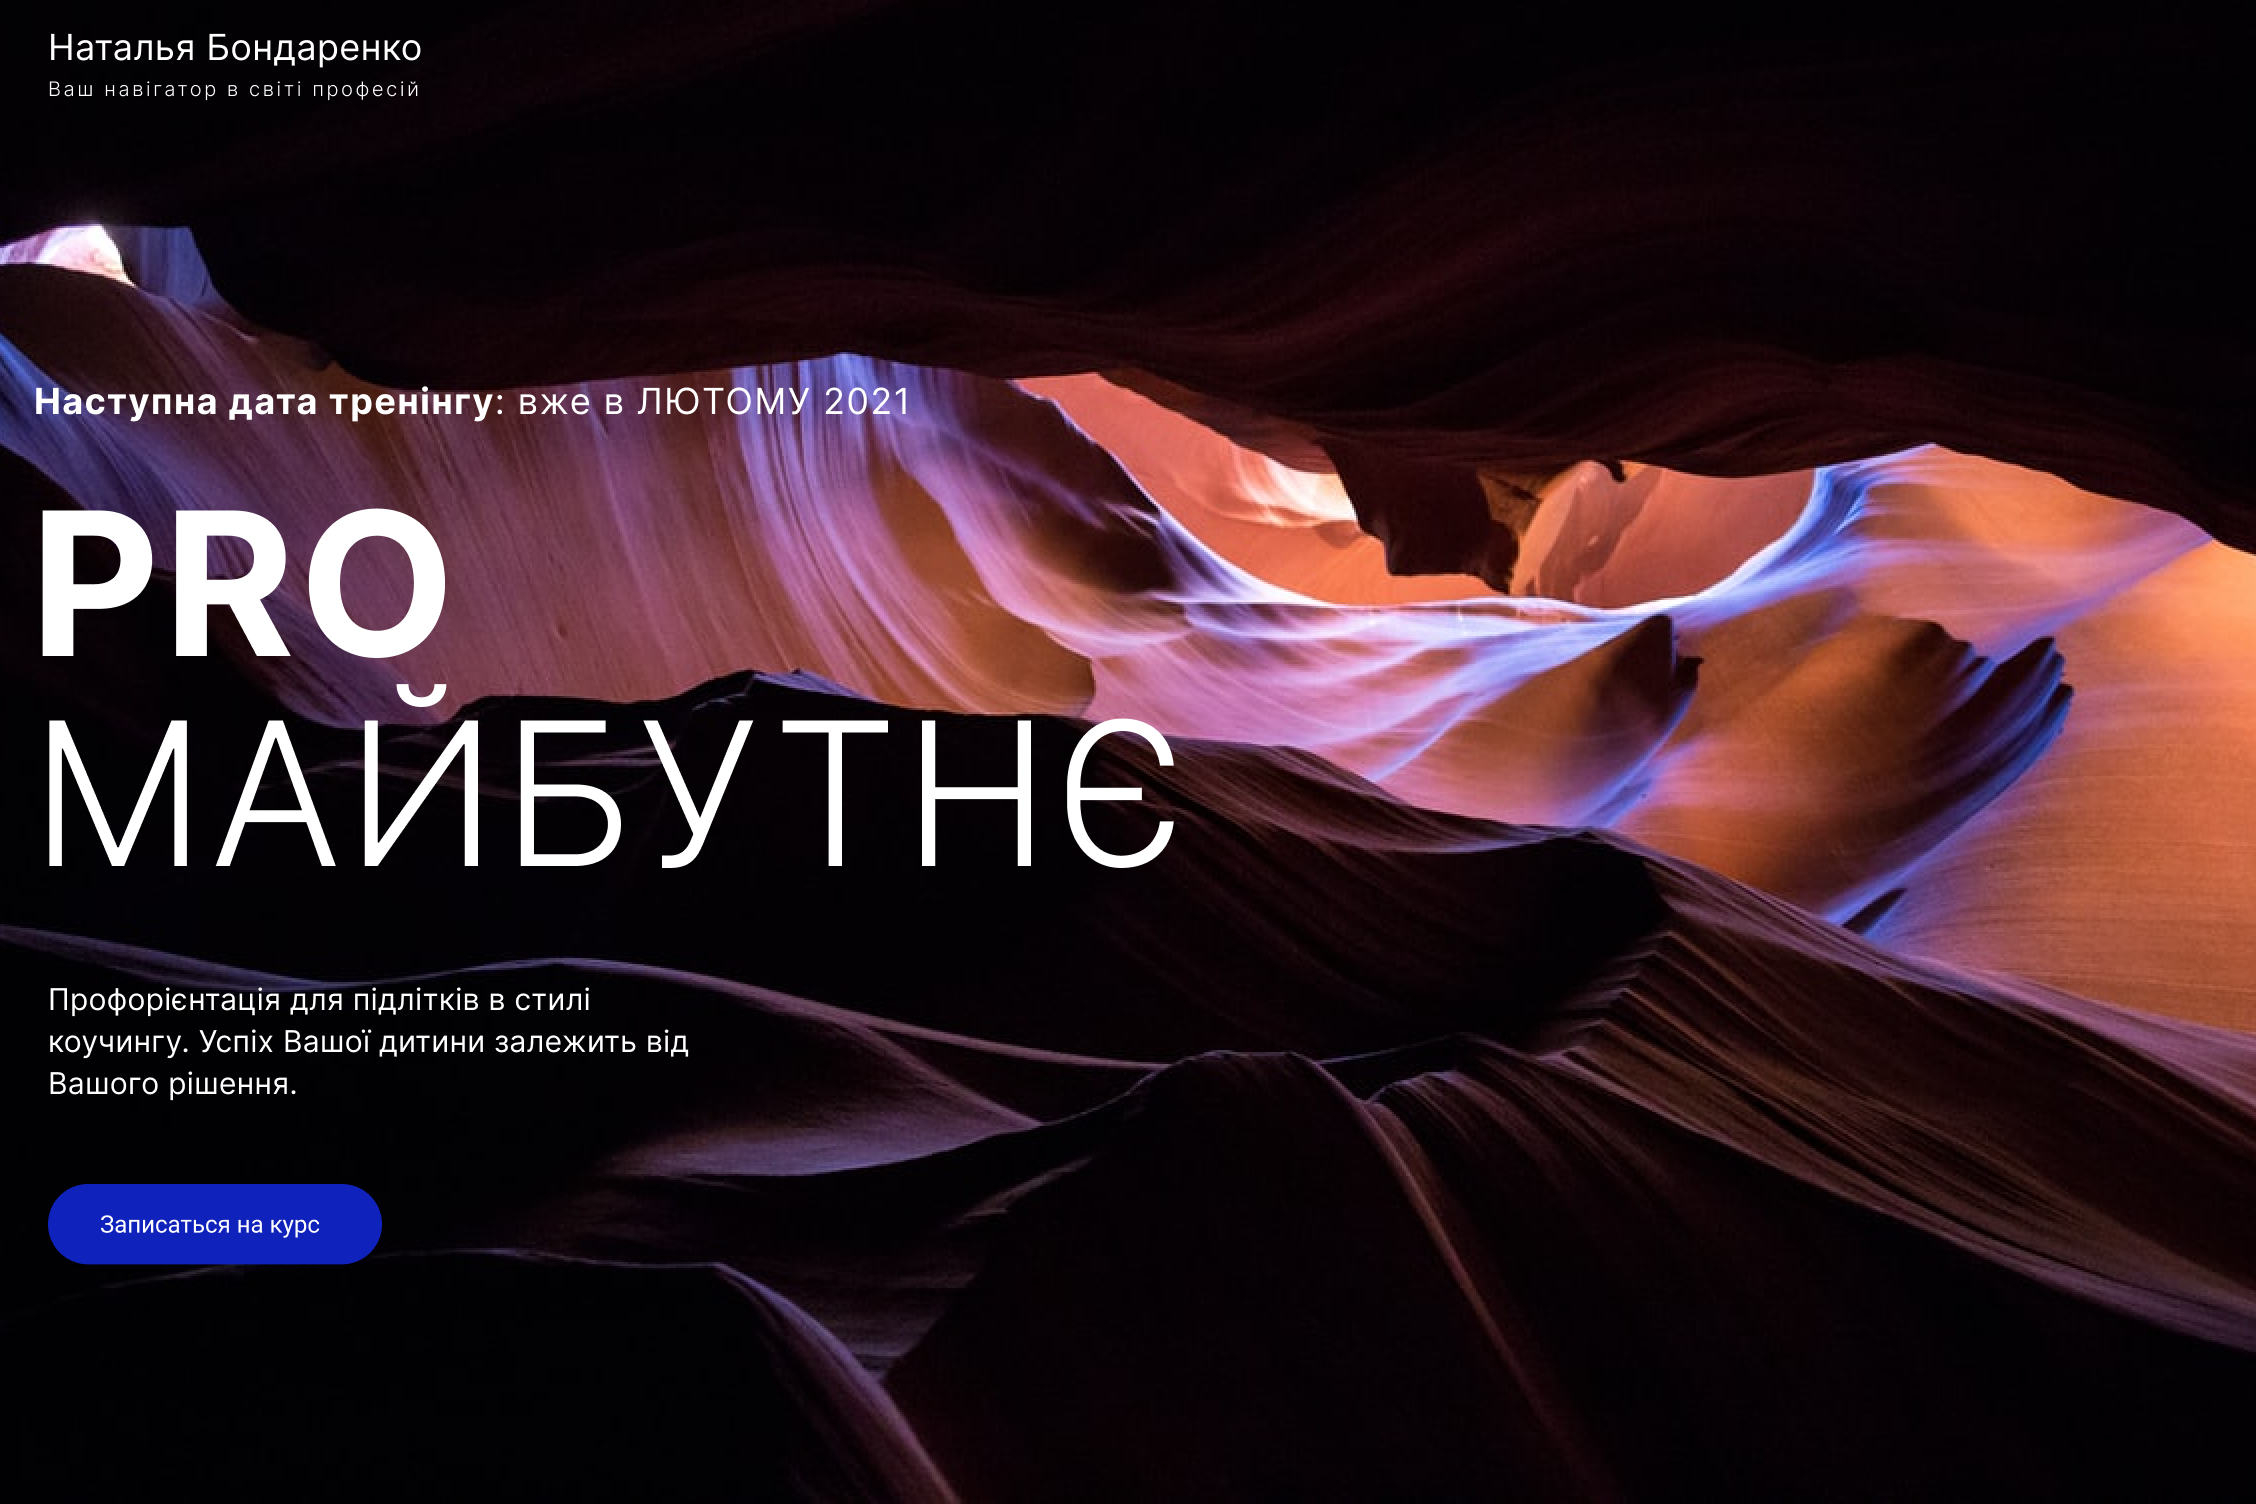 Наталья Бондаренко
Ваш навігатор в світі професій
Наступна дата тренінгу: вже в ЛЮТОМУ 2021
PRO
МАЙБУТНЄ
Профорієнтація для підлітків в стилі
коучингу. Успіх Вашої дитини залежить від
Вашого рішення.
Записаться на курс